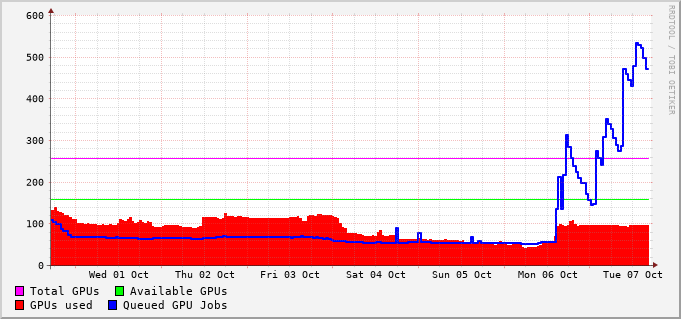 600
500
400
300
200
100
0
Wed 01 Oct Thu 02 Oct Fri 03 Oct Sat 04 Oct Sun 05 Oct Mon 06 Oct Tue 07 Oct
Total GPUs Available GPUs
GPUs used Queued GPU Jobs
RRDTOOL / TOBI OETIKER